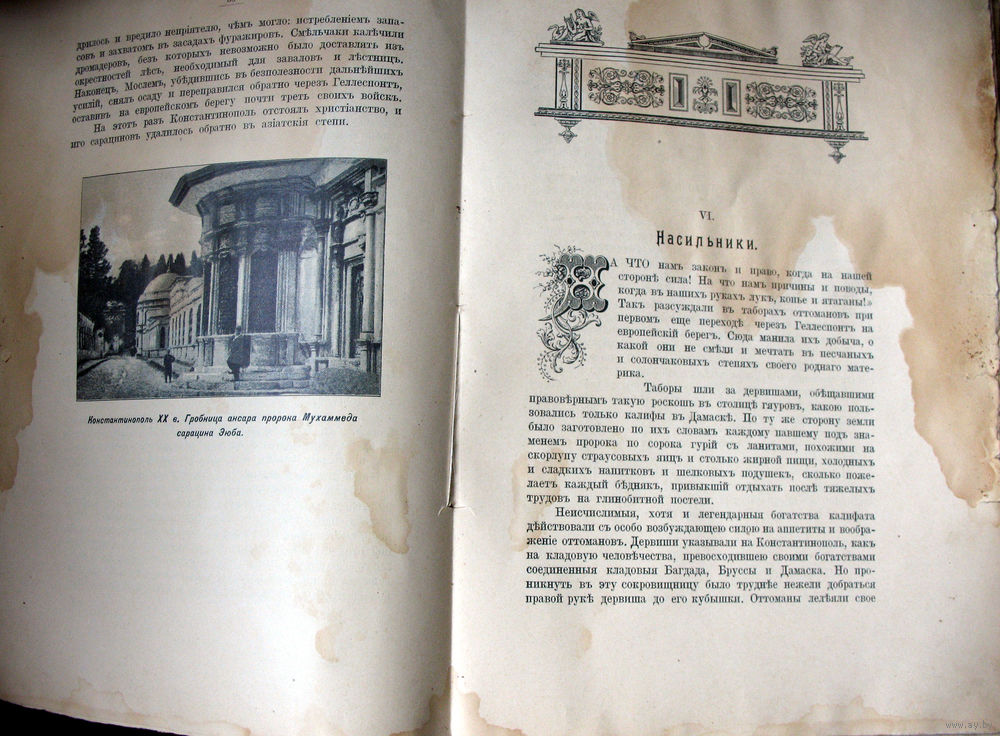 дрилось и вредило непріятелю, чѣмъ могло: истребленіемъ запа-
совъ и захватомъ въ засадахъ фуражировъ. Смѣльчаки калѣчили
дромадеровъ, безъ которыхъ невозможно было доставлять изъ
окрестностей лѣсъ, необходимый для заваловъ и лѣстницъ.
Наконецъ, Мослемъ, убѣдившись въ безполезности дальнѣйшихъ
усилій, снялъ осаду и переправился обратно черезъ Геллеспонтъ,
оставивъ на европейскомъ берегу почти треть своихъ войскъ.
На этотъ разъ Константинополь отстоялъ христіанство, и
иго сарациновъ удалилось обратно въ азіатскія степи.
Константинополь XX в. Гробница ансара пророка Мухаммеда
сарацина Эюба.
VI.
Насильники.
НА ЧТО намъ законъ и право, когда на нашей
сторонѣ сила! На что намъ причины и поводы,
когда въ нашихъ рукахъ лукъ, копье и ятаганы!»
Такъ разсуждали въ таборахъ оттомановъ при
первомъ еще переходѣ черезъ Геллеспонтъ на
европейскій берегъ. Сюда манила ихъ добыча, о
какой они не смѣли и мечтать въ песчаныхъ
и солончаковыхъ степяхъ своего роднаго мате-
рика.
Таборы шли за дервишами, обѣщавшими
правовѣрнымъ такую роскошь въ столицѣ гяуровъ, какою поль-
зовались только калифы въ Дамаскѣ. По ту же сторону земли
было заготовлено по ихъ словамъ каждому павшему подъ зна-
менемъ пророка по сорока гурій съ ланитами, похожими на
скорлупу страусовыхъ яицъ и столько жирной пищи, холодныхъ
и сладкихъ напитковъ и шелковыхъ подушекъ, сколько поже-
лаетъ каждый бѣднякъ, привыкшій отдыхать послѣ тяжелыхъ
трудовъ на глинобитной постели.
Неисчислимыя, хотя и легендарныя богатства калифата
дѣйствовали съ особо возбуждающею силою на аппетиты и вообра-
женіе оттомановъ. Дервиши указывали на Константинополь, какъ
на кладовую человѣчества, превосходившею своими богатствами
соединенныя кладовыя Багдада, Бруссы и Дамаска. Но про-
никнуть въ эту сокровищницу было труднѣе нежели добраться
правой рукѣ дервиша до его кубышки. Оттоманы лелѣяли свое
www.ay.by